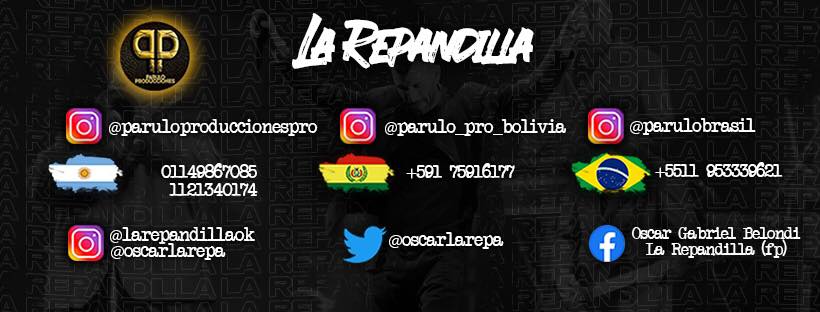 LA REPANDILLA
PARULO
PRODUCCIONES
@paruloproduccionespro
@parulo_pro_bolivia
@parulobrasil
01149867085
1121340174
+591 75916177
+5511 953339621
@larepandillaok
@oscarlarepa
@oscarlarepa
Oscar Gabriel Belondi
La Repandilla (fp)